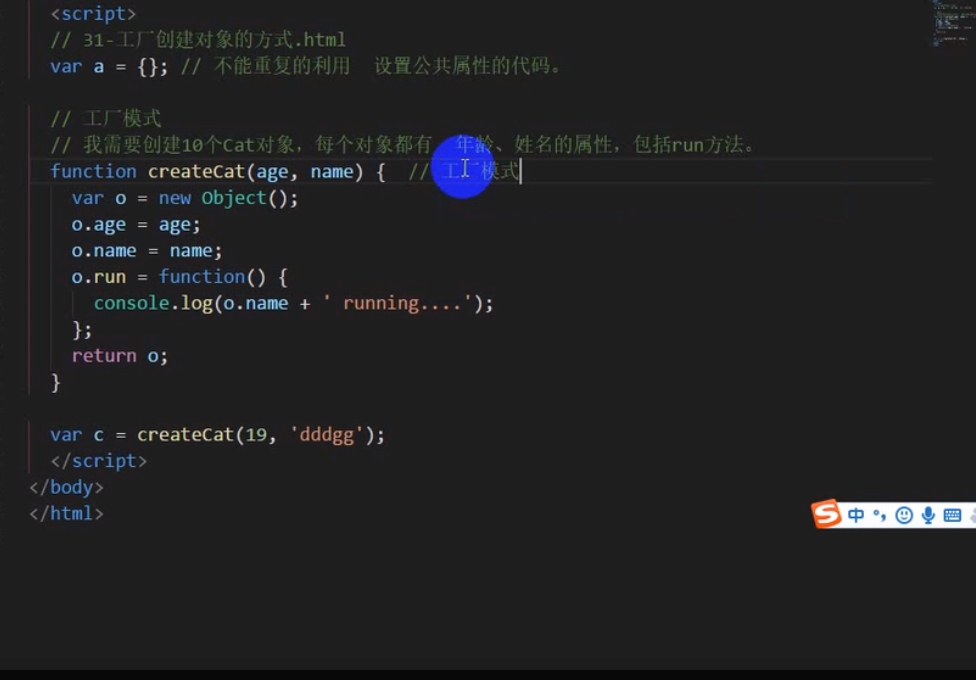 <script>
// 31-工厂创建对象的方式.html
var a = {}; // 不能重复的利用  设置公共属性的代码。
// 工厂模式
// 我需要创建10个Cat对象，每个对象都有  年龄、姓名的属性，包括run方法。
function createCat(age, name) {  // 工厂模式
var o = new Object();
o.age = age;
o.name = name;
o.run = function() {
console.log(o.name + ' running....');
};
return o;
}
var c = createCat(19, 'dddgg');
</script>
</body>
</html>
S 中